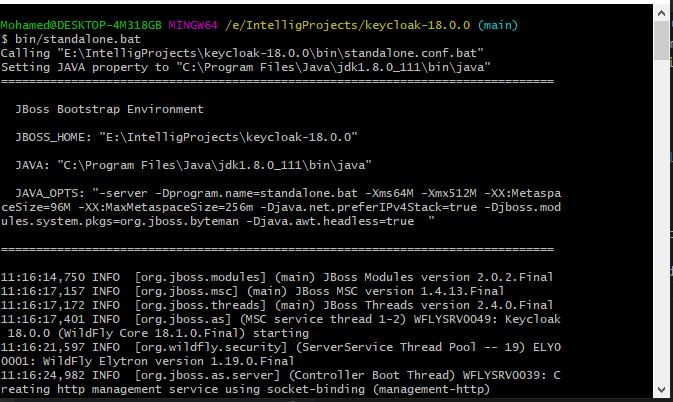 Mohamed@DESKTOP-4M318GB MINGW64 /e/IntelligProjects/keycloak-18.0.0 (main)
$ bin/standalone.bat
Calling "E:\IntelligProjects\keycloak-18.0.0\bin\standalone.conf.bat"
Setting JAVA property to "C:\Program Files\Java\jdk1.8.0_111\bin\java"
===============================================================================
JBoss Bootstrap Environment
JBOSS_HOME: "E:\IntelligProjects\keycloak-18.0.0"
JAVA: "C:\Program Files\Java\jdk1.8.0_111\bin\java"
JAVA_OPTS: "-server -Dprogram.name=standalone.bat -Xms64M -Xmx512M -XX:Metaspa
ceSize=96M -XX:MaxMetaspaceSize=256m -Djava.net.preferIPv4Stack=true -Djboss.mod
ules.system.pkgs=org.jboss.byteman -Djava.awt.headless=true  "
===============================================================================
11:16:14,750 INFO  [org.jboss.modules] (main) JBoss Modules version 2.0.2.Final
11:16:17,157 INFO  [org.jboss.msc] (main) JBoss MSC version 1.4.13.Final
11:16:17,172 INFO  [org.jboss.threads] (main) JBoss Threads version 2.4.0.Final
11:16:17,401 INFO  [org.jboss.as] (MSC service thread 1-2) WFLYSRV0049: Keycloak
18.0.0 (WildFly Core 18.1.0.Final) starting
11:16:21,597 INFO  [org.wildfly.security] (ServerService Thread Pool -- 19) ELY0
0001: WildFly Elytron version 1.19.0.Final
11:16:24,982 INFO  [org.jboss.as.server] (Controller Boot Thread) WFLYSRV0039: C
reating http management service using socket-binding (management-http)